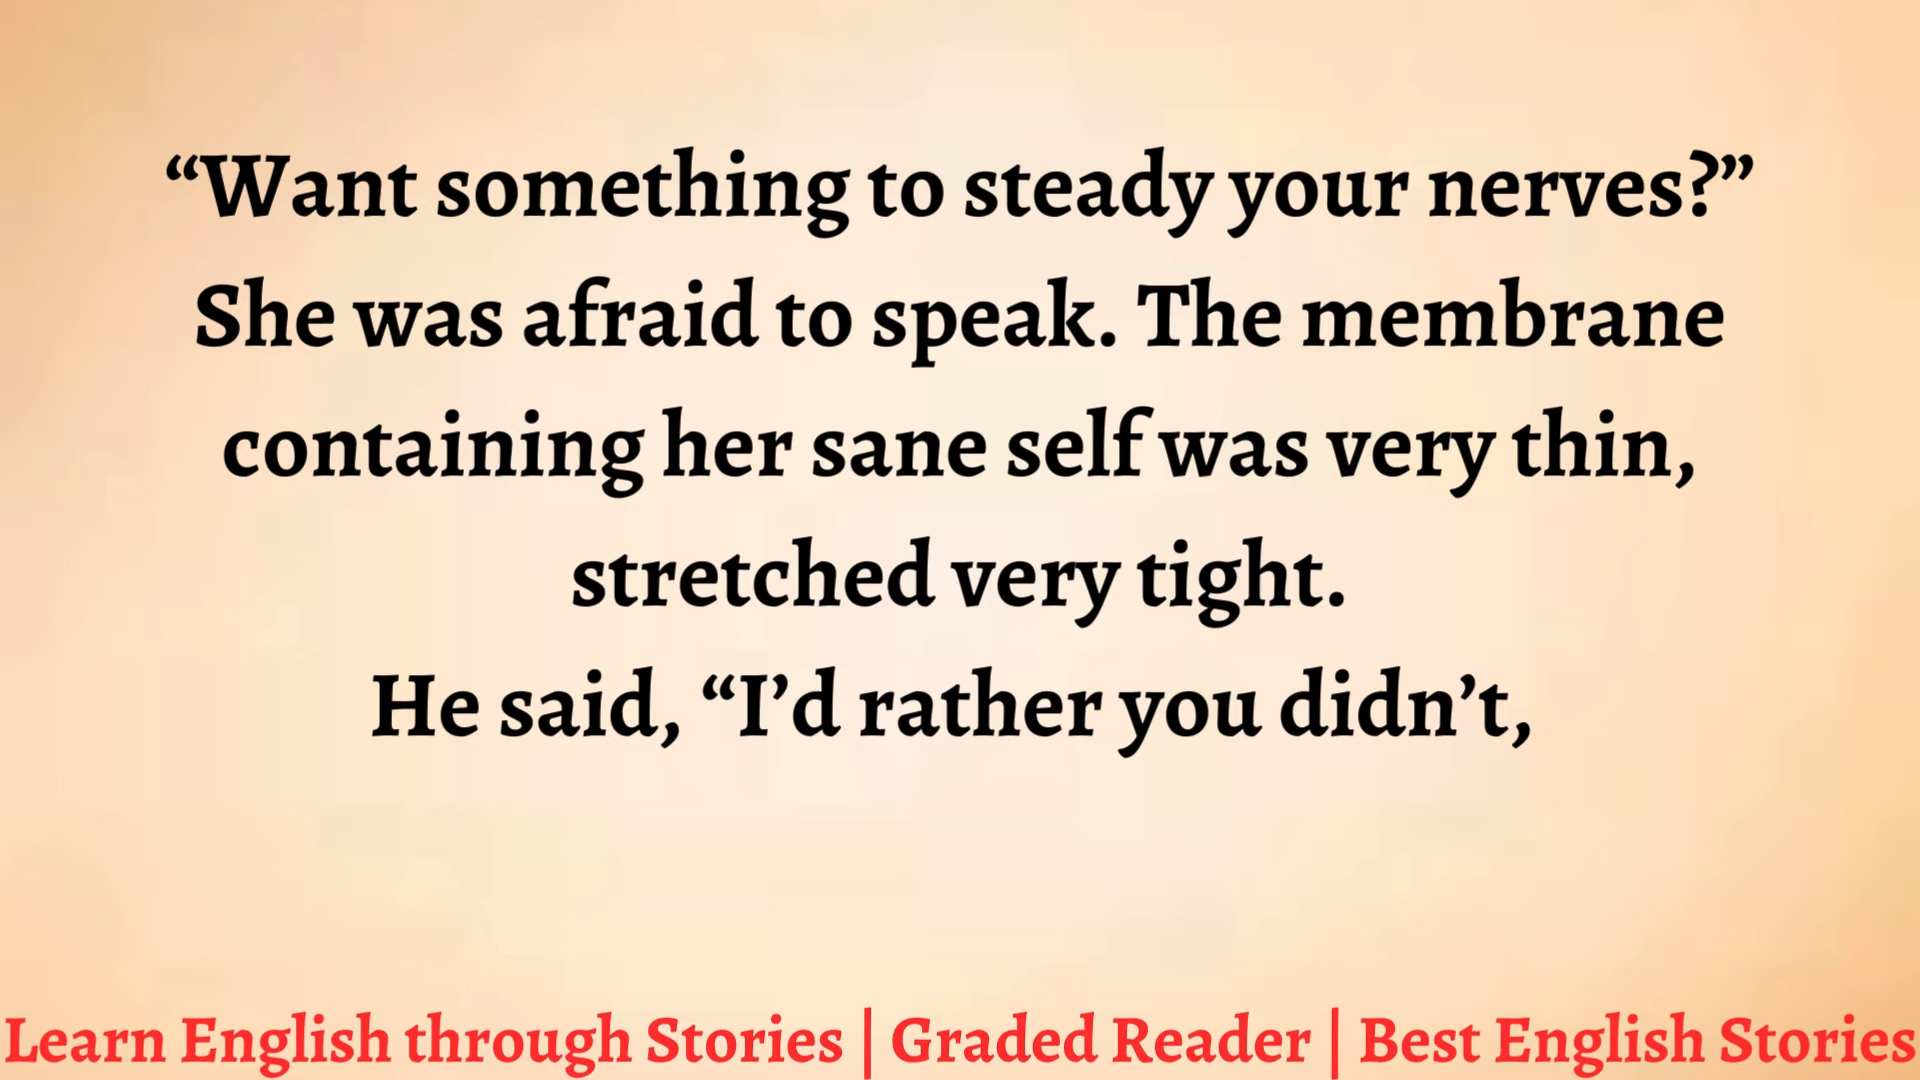 “Want something to steady your nerves?”
She was afraid to speak. The membrane
containing her sane self was very thin,
stretched very tight.
He said, “I’d rather you didn’t,
Learn English through Stories | Graded Reader | Best English Stories